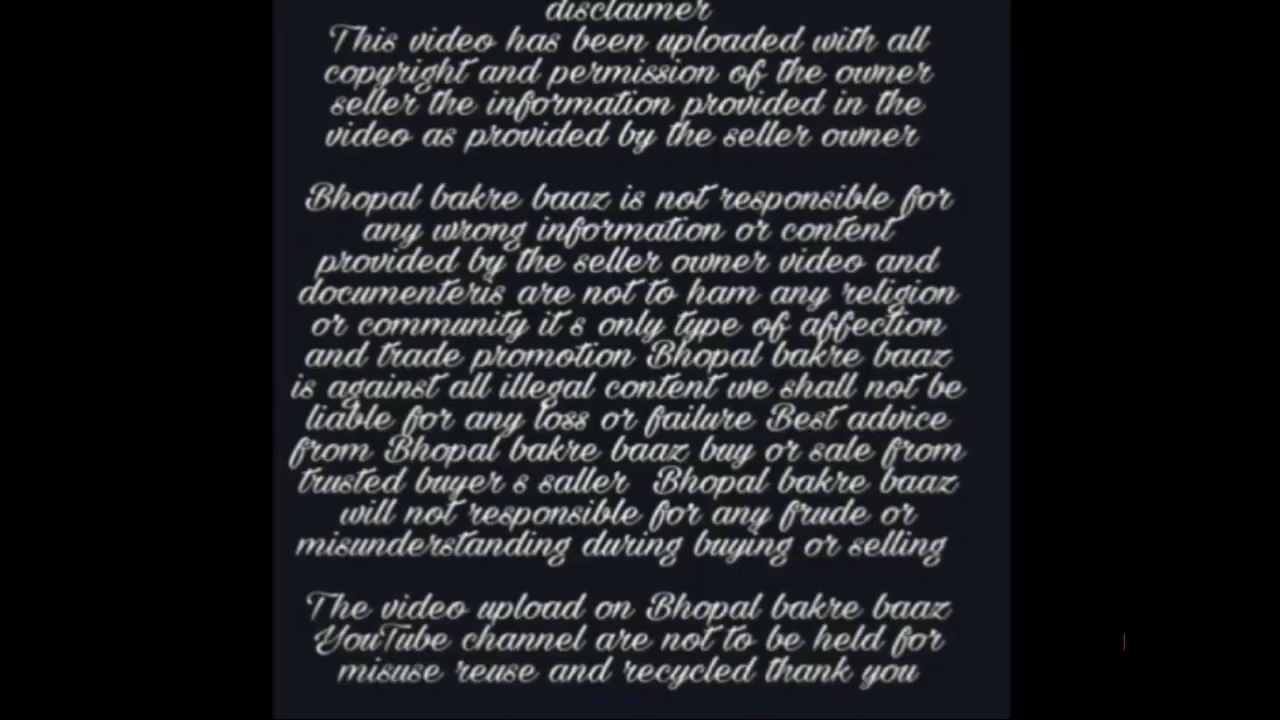 disclaimer
This video has been uploaded with all
copyright and permission of the owner
seller the information provided in the
video as provided by the seller owner
Bhopal bakre baaz is not responsible for
any wrong information or content
provided by the seller owner video and
documenteris are not to ham any religion
or community it s only type of affection
and trade promotion Bhopal bakre baaz
is against all illegal content we shall not be
liable for any loss or failure Best advice
from Bhopal bakre baaz buy or sale from
trusted buyer s saller Bhopal bakre baaz
will not responsible for any frude or
misunderstanding during buying or selling
The video upload on Bhopal bakre baaz
YouTube channel are not to be held for
misuse reuse and recycled thank you